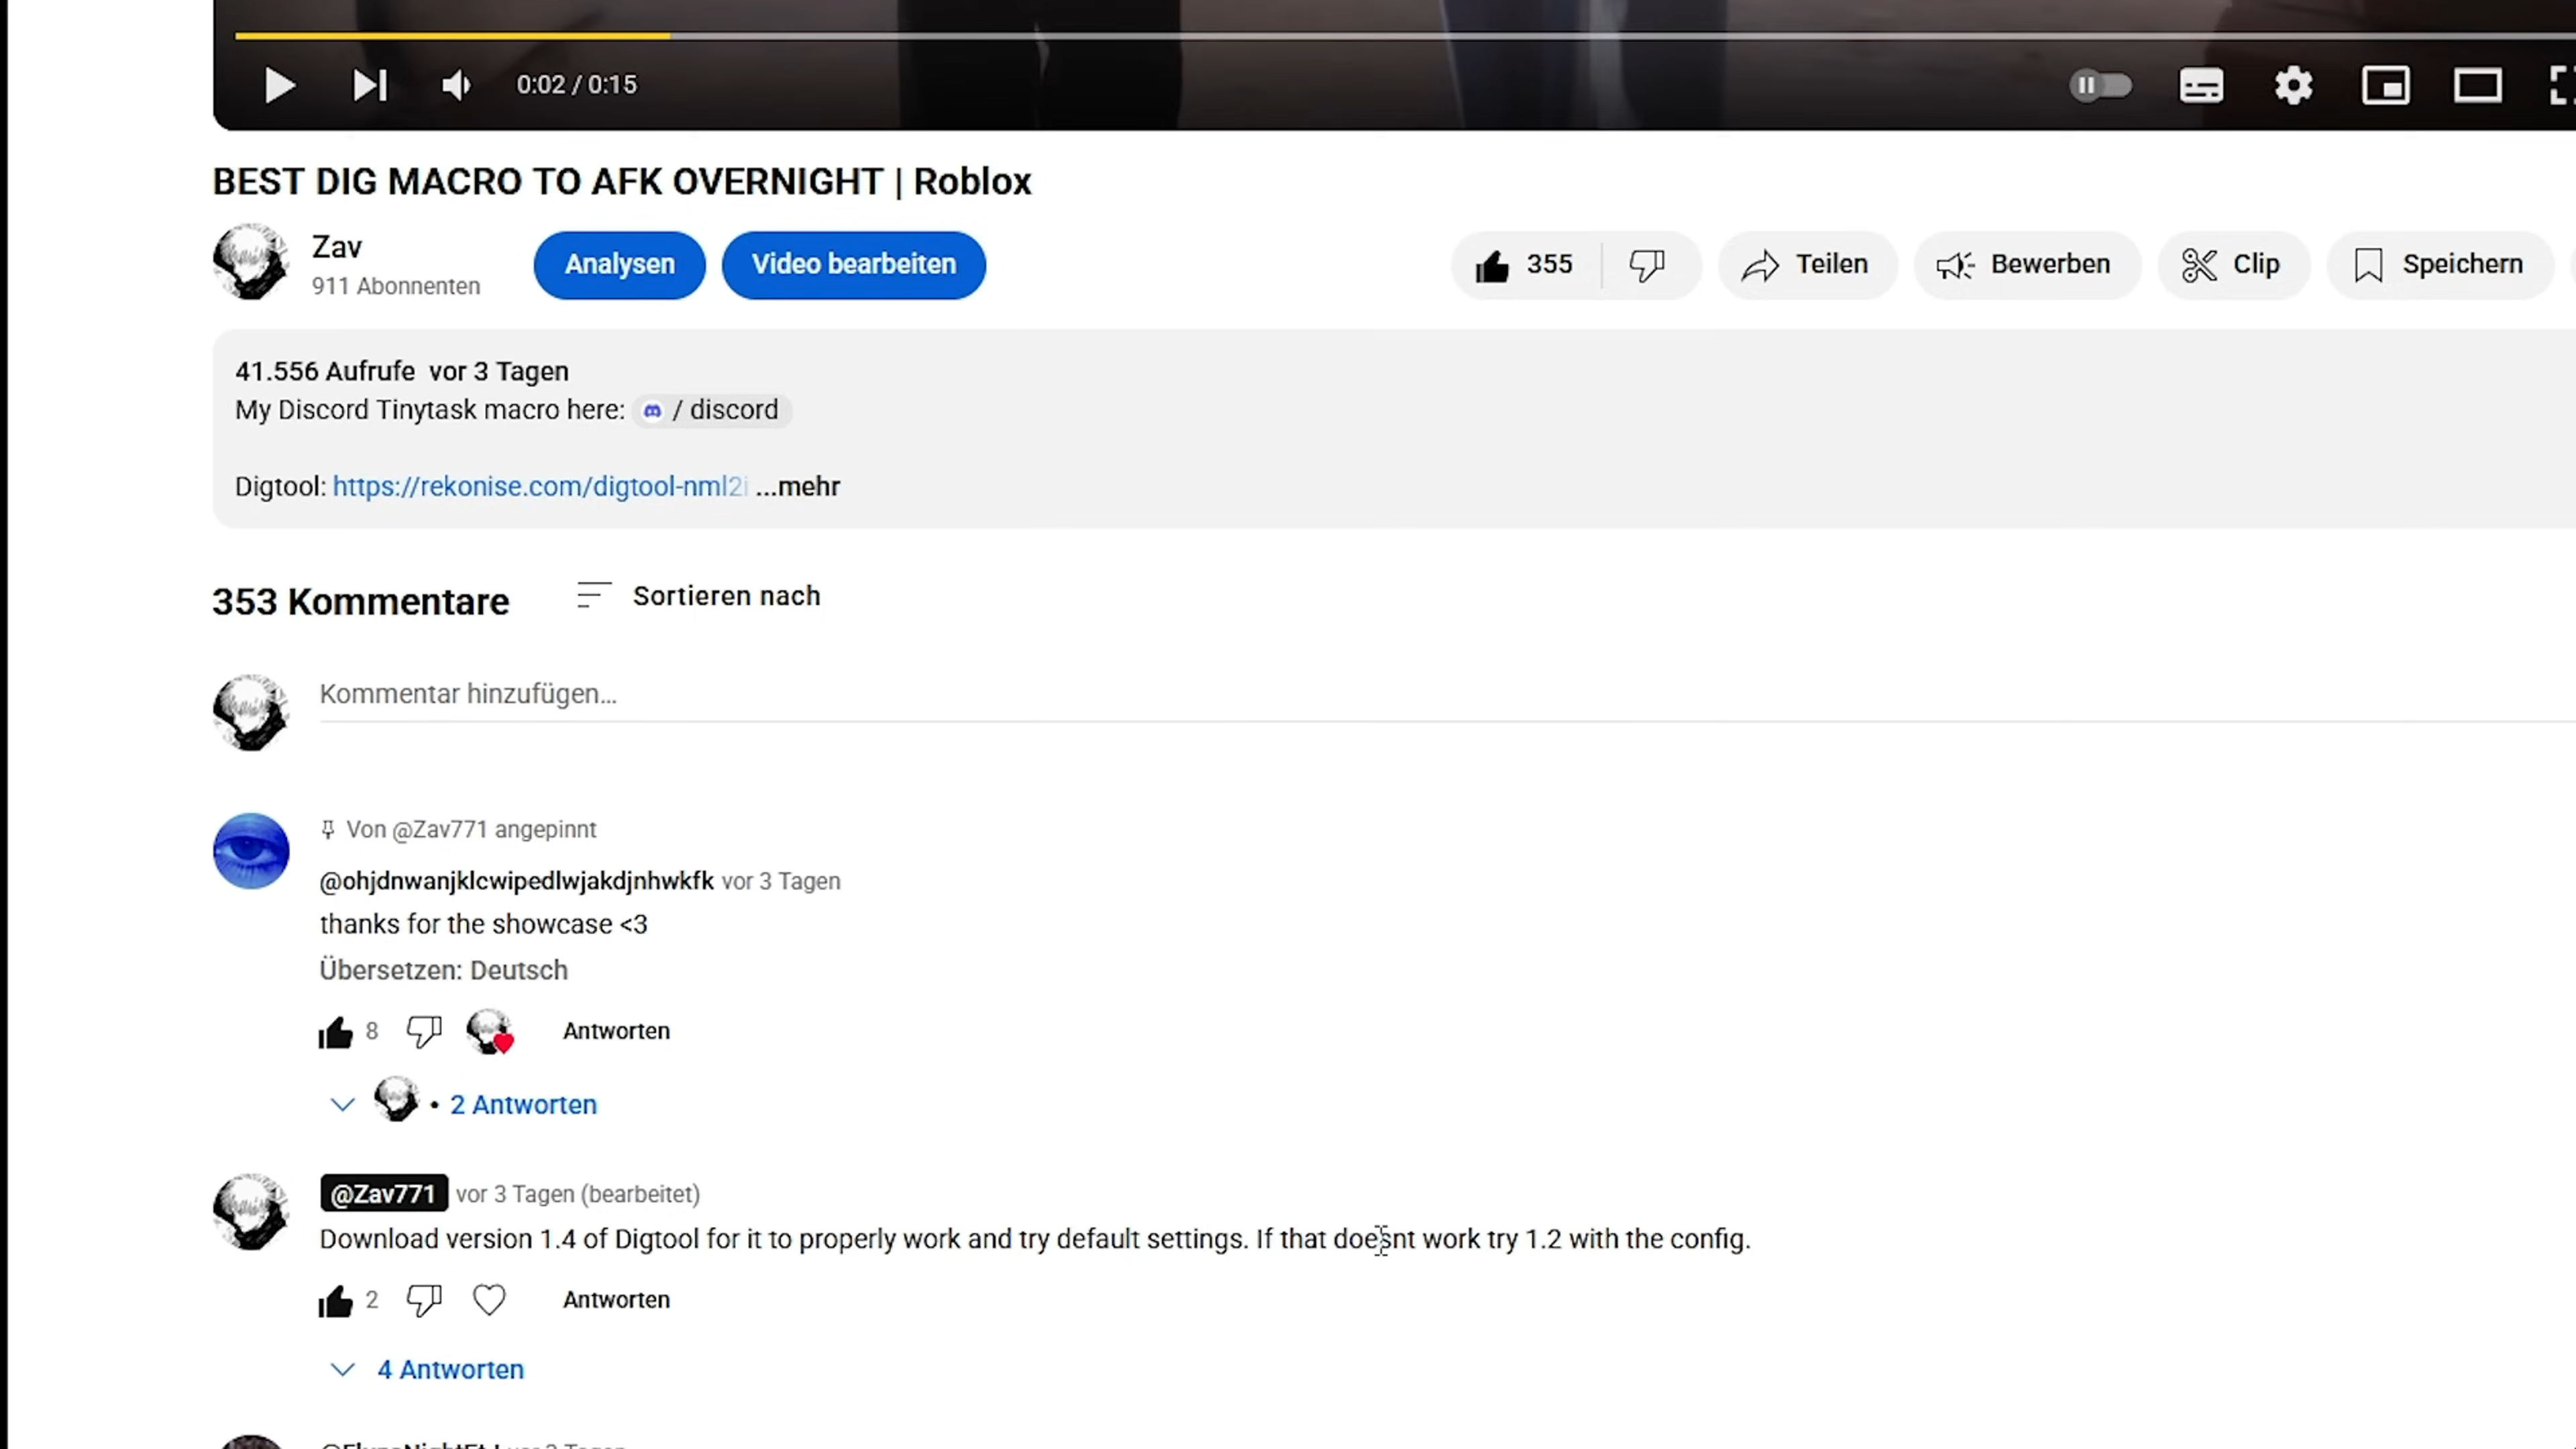 0:02 / 0:15
BEST DIG MACRO TO AFK OVERNIGHT | Roblox
Zav
911 Abonnenten
Analysen
Video bearbeiten
355
Teilen
Bewerben
Clip
Speichern
41.556 Aufrufe vor 3 Tagen
My Discord Tinytask macro here: / discord
Digtool: https://rekonise.com/digtool-nml2i ...mehr
353 Kommentare
Sortieren nach
Kommentar hinzufügen...
Von @Zav771 angepinnt
@ohjdnwanjklcwipedlwjakdjnhwkfk vor 3 Tagen
thanks for the showcase <3
Übersetzen: Deutsch
8 Antworten
• 2 Antworten
@Zav771 vor 3 Tagen (bearbeitet)
Download version 1.4 of Digtool for it to properly work and try default settings. If that doesnt work try 1.2 with the config.
2 Antworten
4 Antworten